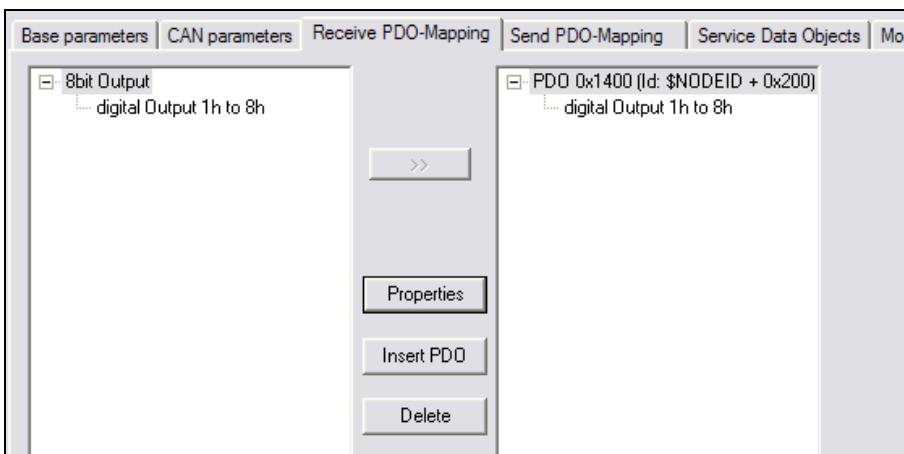 Base parameters CAN parameters Receive PDO-Mapping Send PDO-Mapping Service Data Objects Mo
8bit Output
digital Output 1h to 8h
PDO 0x1400 (Id: $NODEID + 0x200)
digital Output 1h to 8h
>>
Properties
Insert PDO
Delete